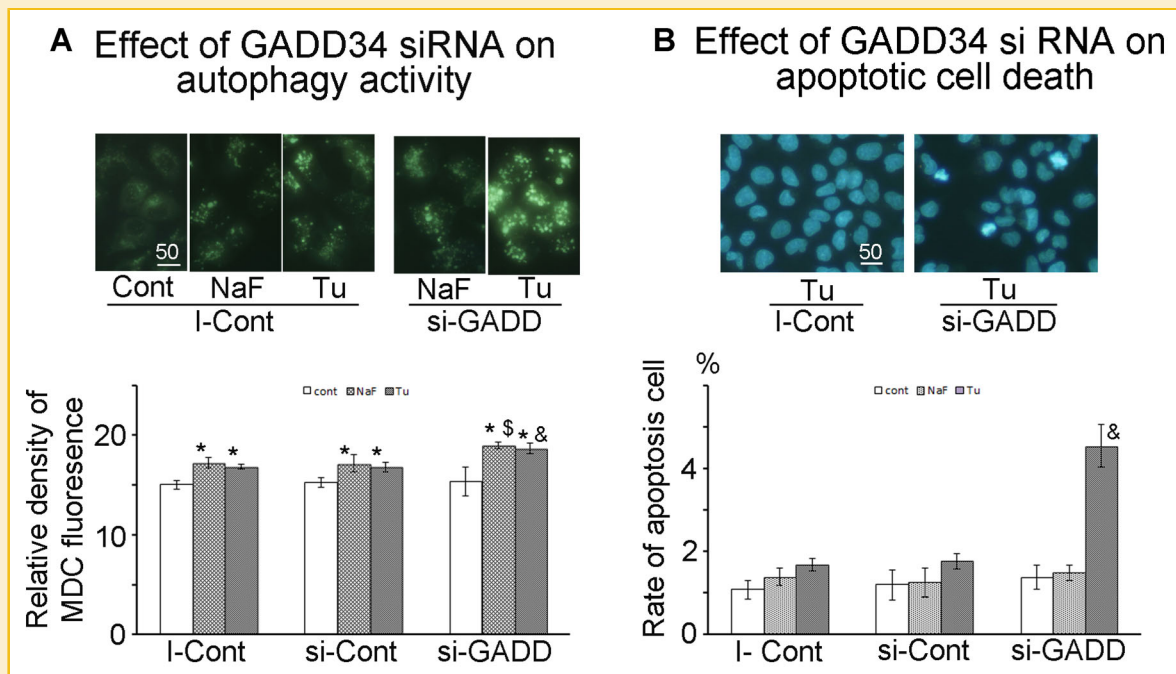 A Effect of GADD34 siRNA on
autophagy activity
50
Cont NaF Tu NaF Tu
I-Cont si-GADD
Relative density of
MDC fluoresence
cont NaF Tu
20
10
0
* * * * * $ * &
I-Cont si-Cont si-GADD
B Effect of GADD34 si RNA on
apoptotic cell death
50
Tu Tu
I-Cont si-GADD
Rate of apoptosis cell
%
cont NaF Tu
4
2
0
&
I- Cont si-Cont si-GADD